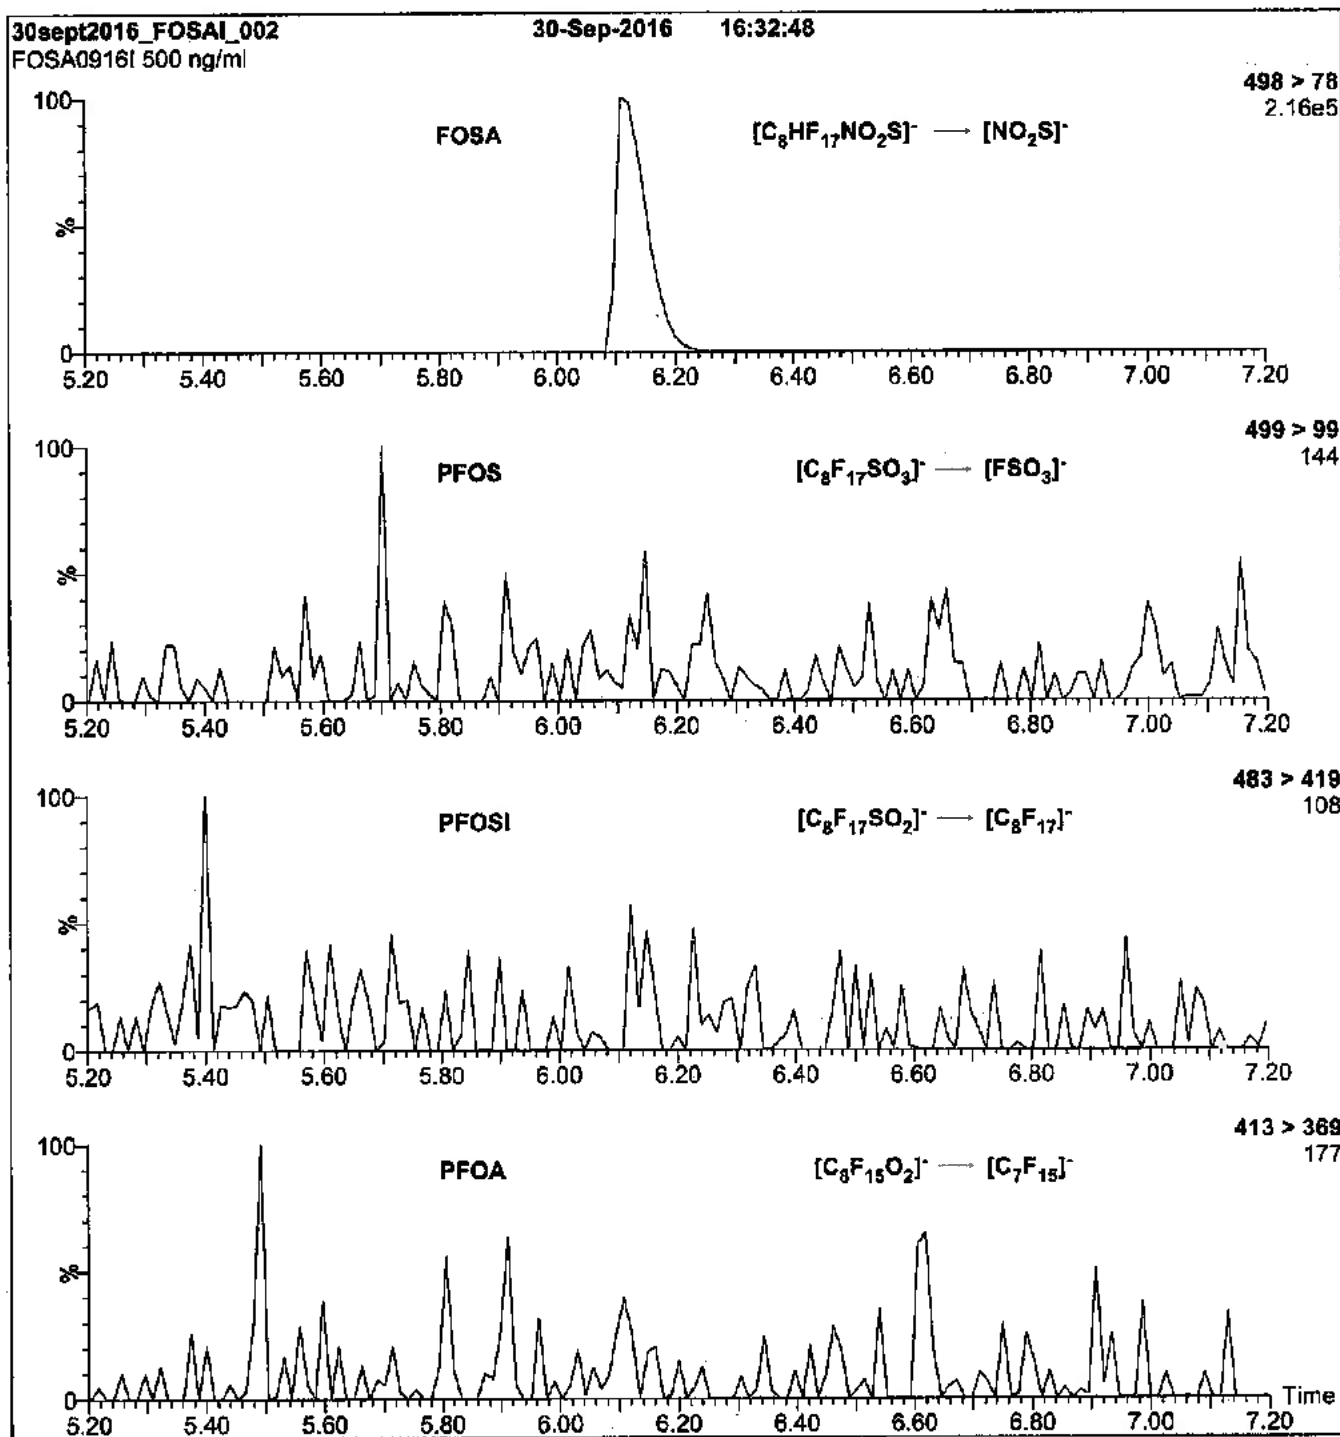 30sept2016_FOSAI_002 30-Sep-2016 16:32:48
FOSA0916I 500 ng/ml
498 > 78
2.16e5
100
FOSA [C₈HF₁₇NO₂S]⁻ → [NO₂S]⁻
%
0
5.20 5.40 5.60 5.80 6.00 6.20 6.40 6.60 6.80 7.00 7.20
499 > 99
144
100
PFOS [C₈F₁₇SO₃]⁻ → [FSO₃]⁻
%
0
5.20 5.40 5.60 5.80 6.00 6.20 6.40 6.60 6.80 7.00 7.20
483 > 419
108
100
PFOSI [C₈F₁₇SO₂]⁻ → [C₈F₁₇]⁻
%
0
5.20 5.40 5.60 5.80 6.00 6.20 6.40 6.60 6.80 7.00 7.20
413 > 369
177
100
PFOA [C₈F₁₅O₂]⁻ → [C₇F₁₅]⁻
%
0
Time
5.20 5.40 5.60 5.80 6.00 6.20 6.40 6.60 6.80 7.00 7.20